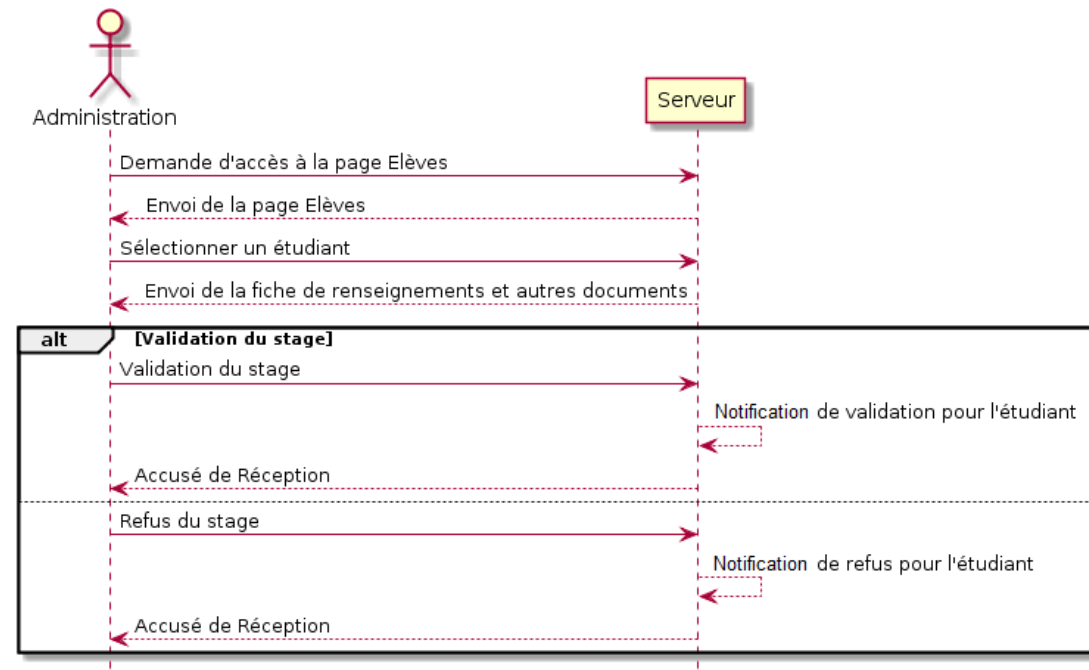 Administration
Serveur
Demande d'accès à la page Elèves
Envoi de la page Elèves
Sélectionner un étudiant
Envoi de la fiche de renseignements et autres documents
alt
[Validation du stage]
Validation du stage
Notification de validation pour l'étudiant
Accusé de Réception
Refus du stage
Notification de refus pour l'étudiant
Accusé de Réception